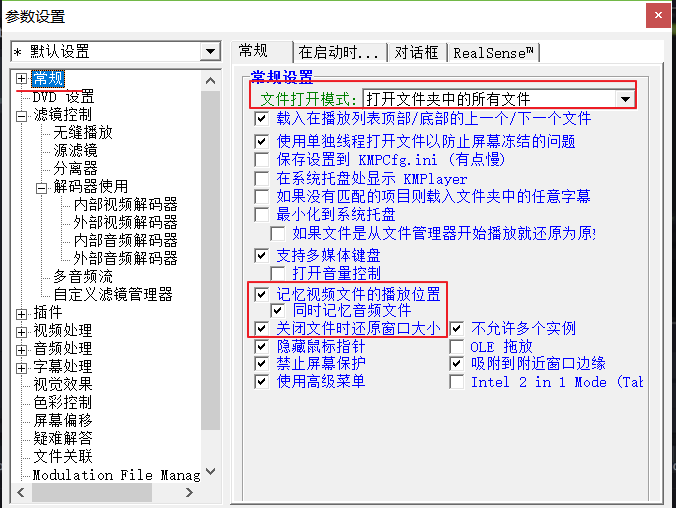 参数设置
* 默认设置
常规
DVD 设置
滤镜控制
无缝播放
源滤镜
分离器
解码器使用
内部视频解码器
外部视频解码器
内部音频解码器
外部音频解码器
多音频流
自定义滤镜管理器
插件
视频处理
音频处理
字幕处理
视觉效果
色彩控制
屏幕偏移
疑难解答
文件关联
Modulation File Manag
常规 在启动时... 对话框 RealSense™
常规设置
文件打开模式: 打开文件夹中的所有文件
载入在播放列表顶部/底部的上一个/下一个文件
使用单独线程打开文件以防止屏幕冻结的问题
保存设置到 KMPCfg.ini (有点慢)
在系统托盘处显示 KMPlayer
如果没有匹配的项目则载入文件夹中的任意字幕
最小化到系统托盘
如果文件是从文件管理器开始播放就还原为原
支持多媒体键盘
打开音量控制
记忆视频文件的播放位置
同时记忆音频文件
关闭文件时还原窗口大小 不允许多个实例
隐藏鼠标指针 OLE 拖放
禁止屏幕保护 吸附到附近窗口边缘
使用高级菜单 Intel 2 in 1 Mode (Tab